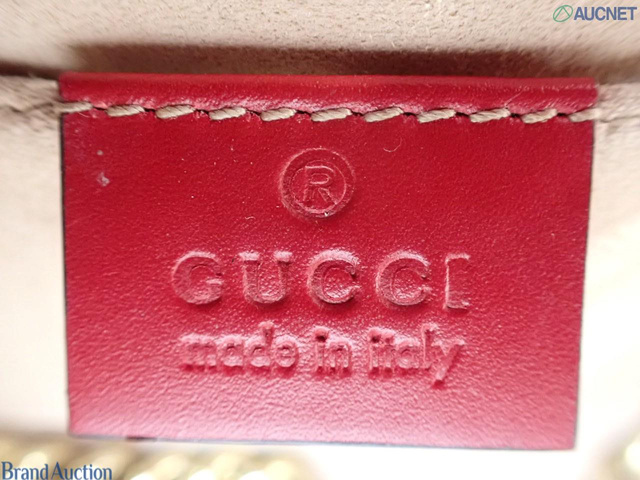 AUCNET
®
GUCCI
made in italy
Brand Auction